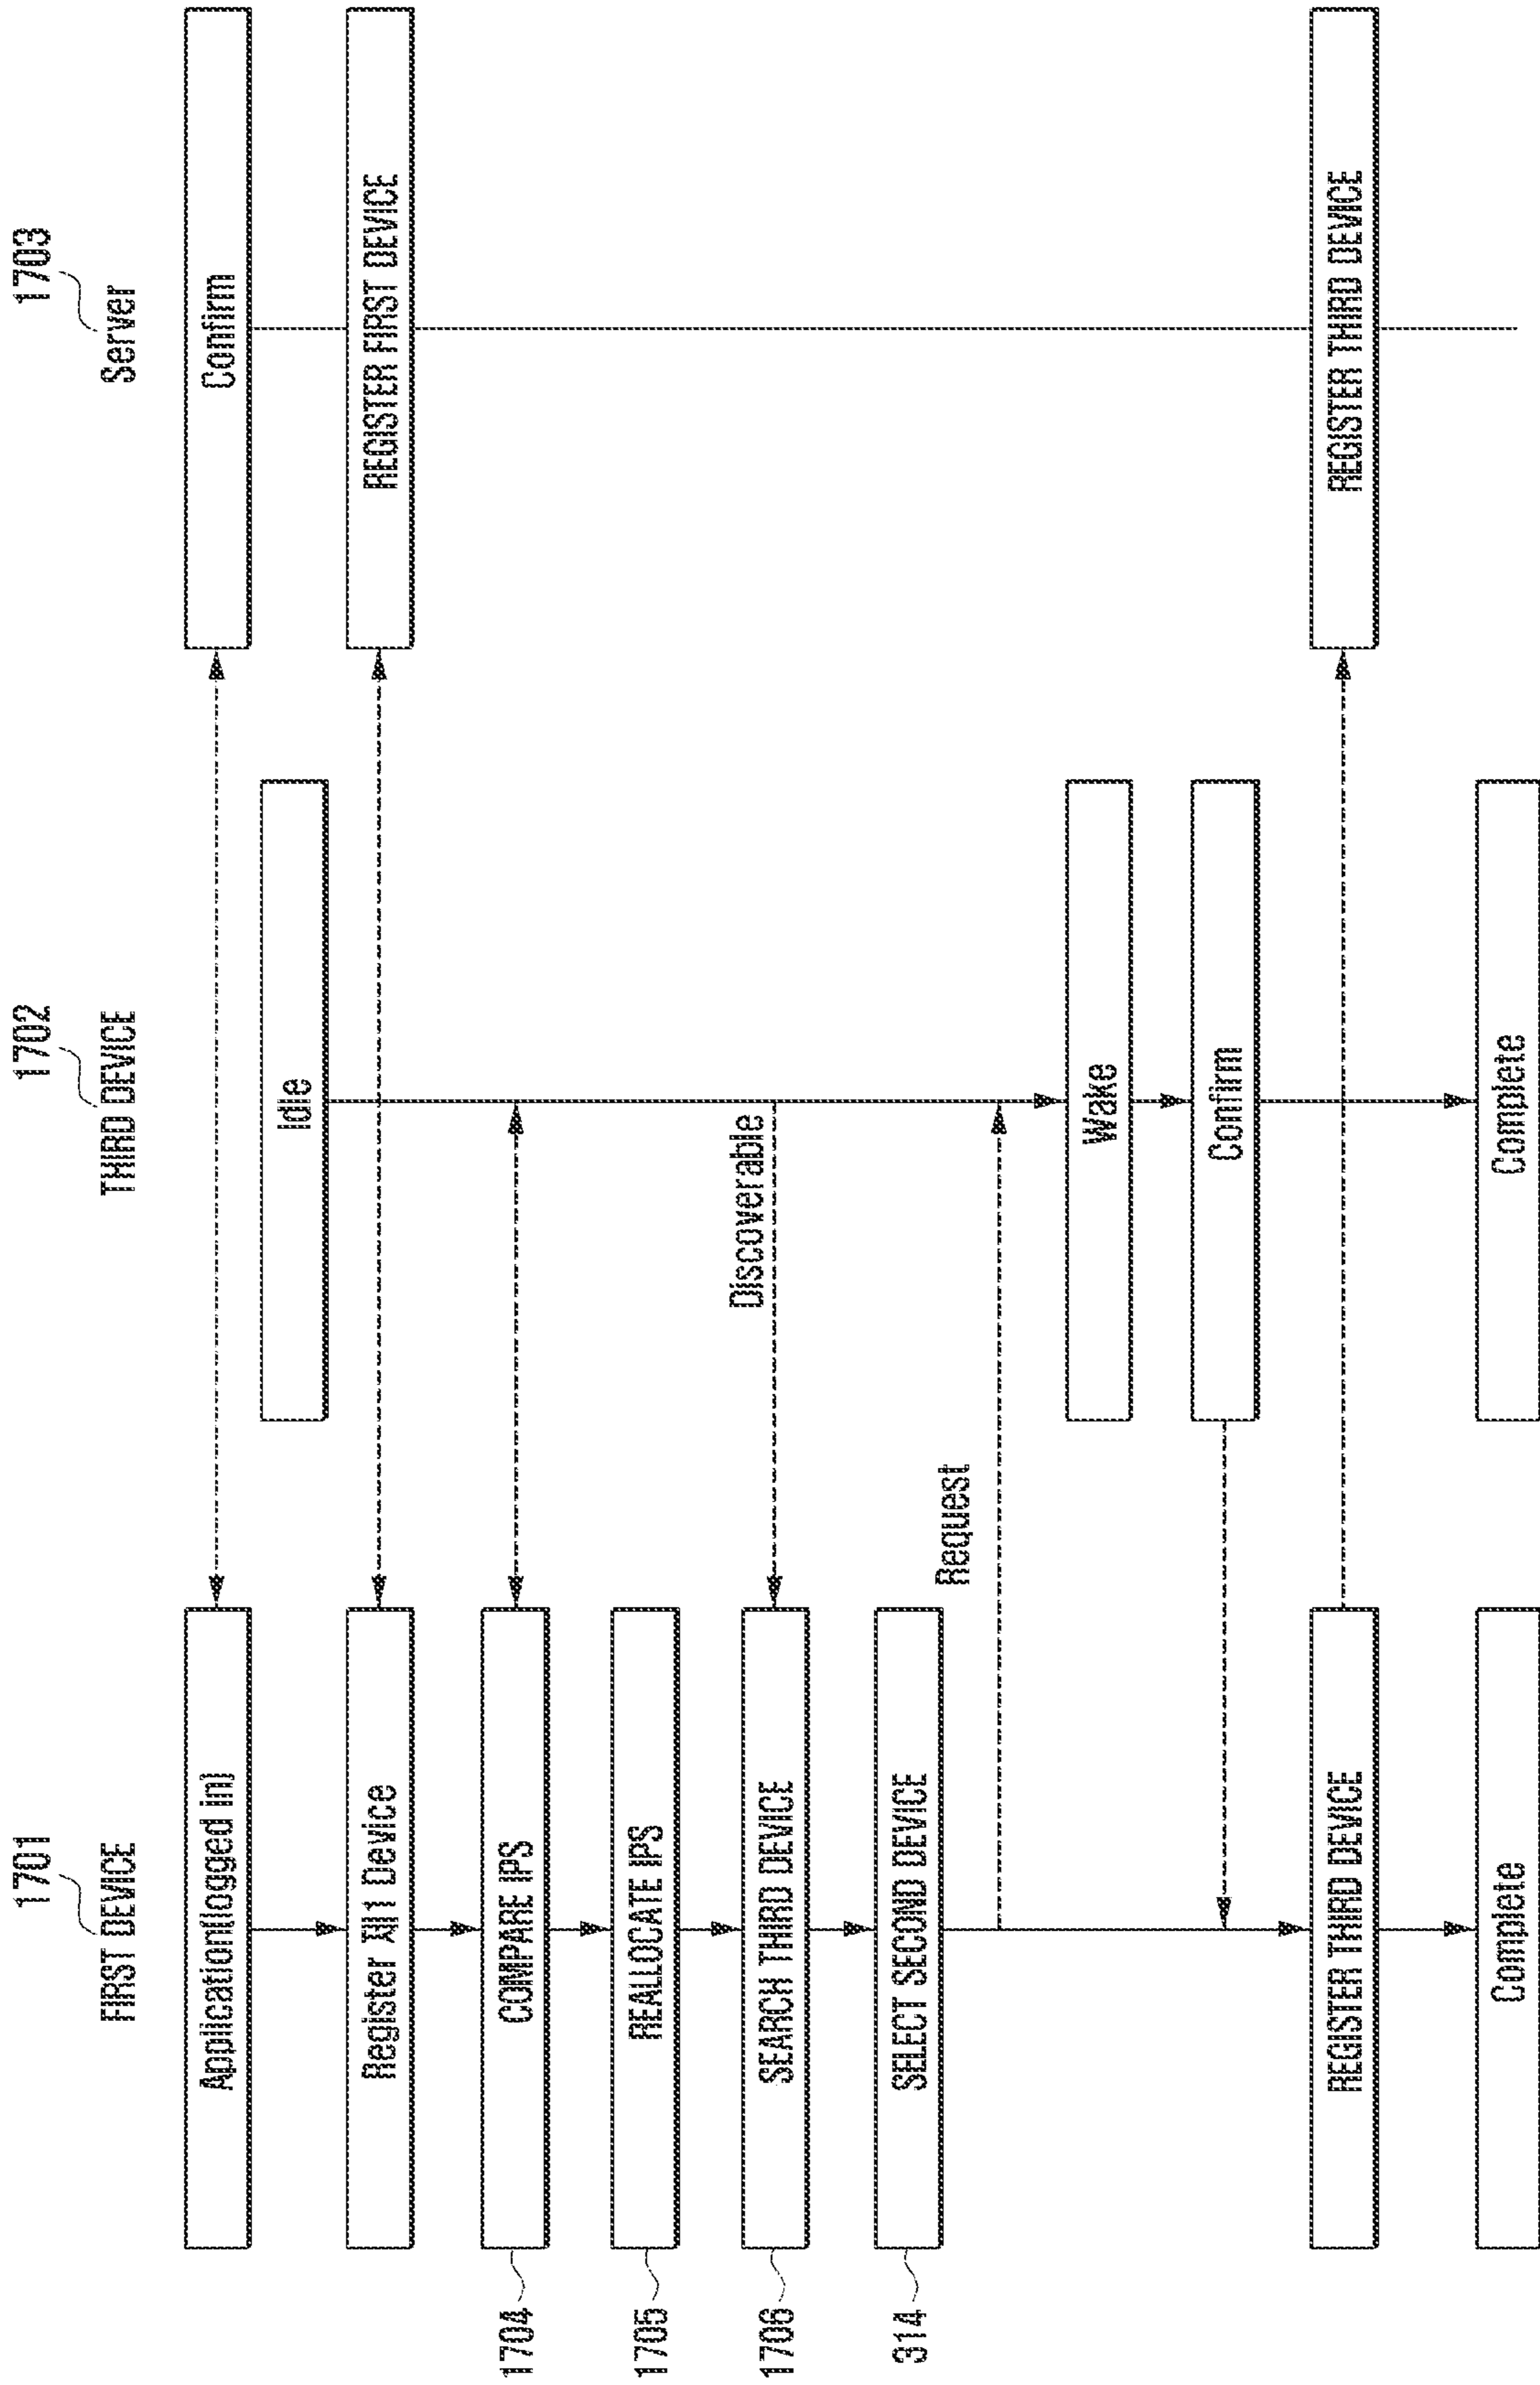 1701
FIRST DEVICE
1702
THIRD DEVICE
1703
Server
Application(logged in)
Confirm
Idle
Register 제1 Device
REGISTER FIRST DEVICE
1704
COMPARE IPS
1705
REALLOCATE IPS
Discoverable
1706
SEARCH THIRD DEVICE
314
SELECT SECOND DEVICE
Request
Wake
Confirm
REGISTER THIRD DEVICE
REGISTER THIRD DEVICE
Complete
Complete